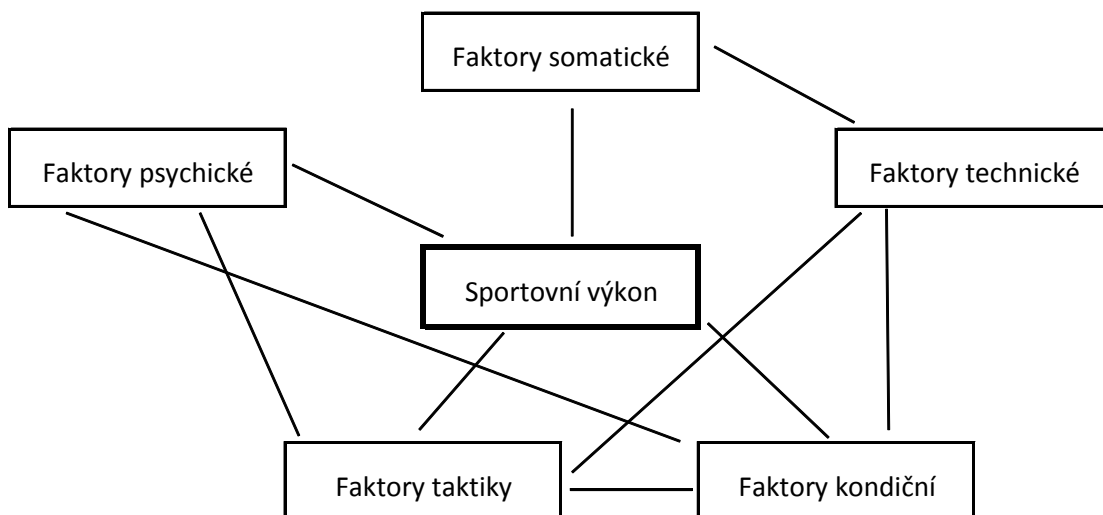 Faktory somatické
Faktory psychické
Faktory technické
Sportovní výkon
Faktory taktiky
Faktory kondiční